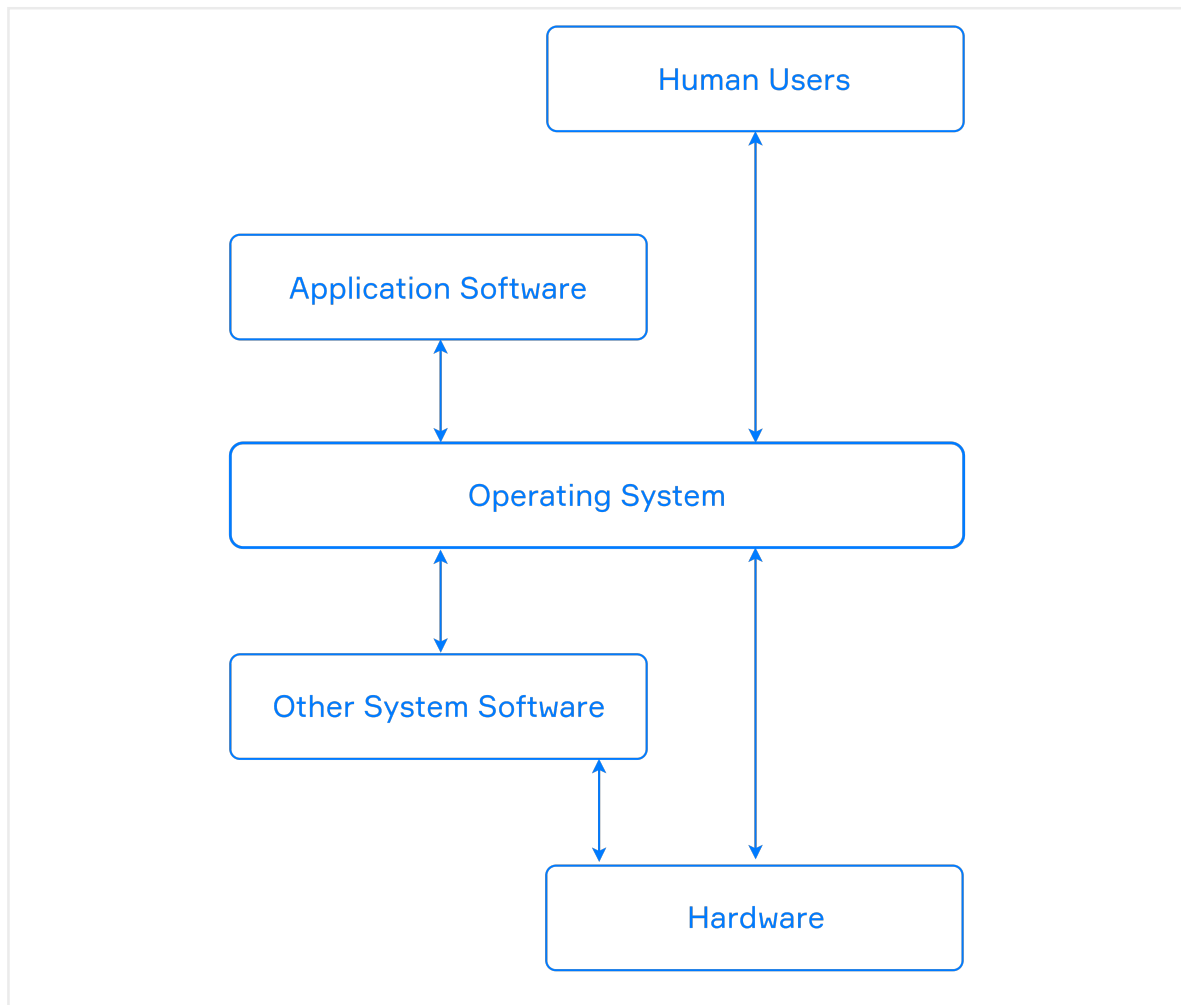 Human Users
Application Software
Operating System
Other System Software
Hardware